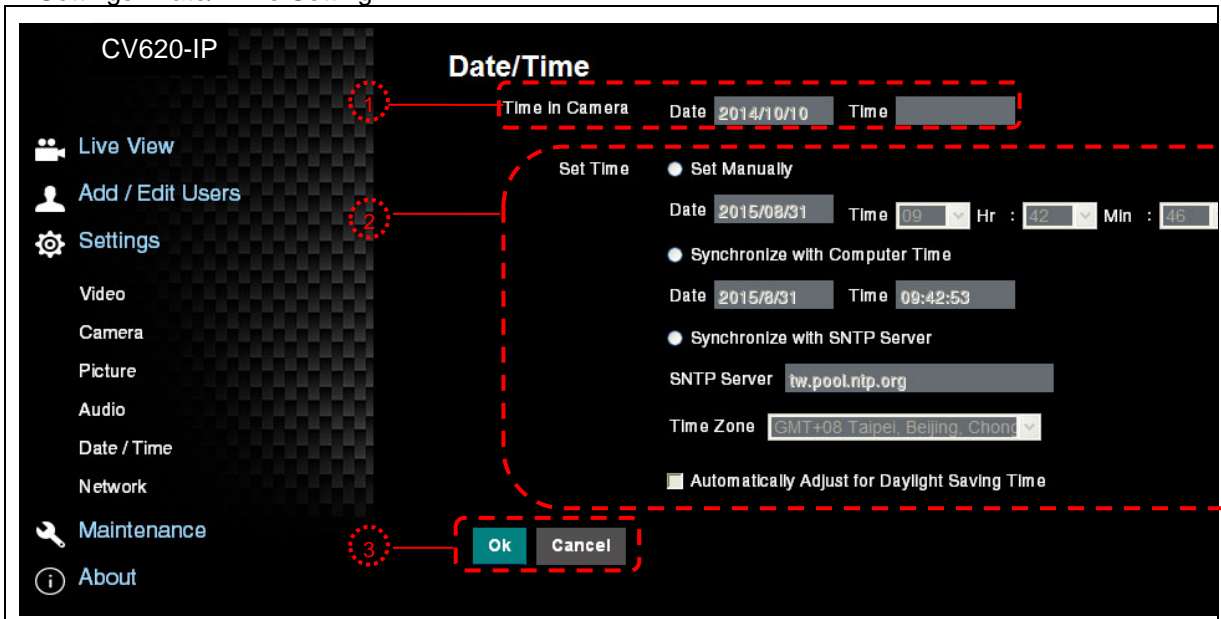 CV620-IP
Live View
Add / Edit Users
Settings
Video
Camera
Picture
Audio
Date / Time
Network
Maintenance
About
Date/Time
1
Time in Camera Date 2014/10/10 Time
2
Set Time Set Manually
Date 2015/08/31 Time 09 Hr : 42 Min : 46
Synchronize with Computer Time
Date 2015/8/31 Time 09:42:53
Synchronize with SNTP Server
SNTP Server tw.pool.ntp.org
Time Zone GMT+08 Taipei, Beijing, Chong
Automatically Adjust for Daylight Saving Time
3
Ok Cancel